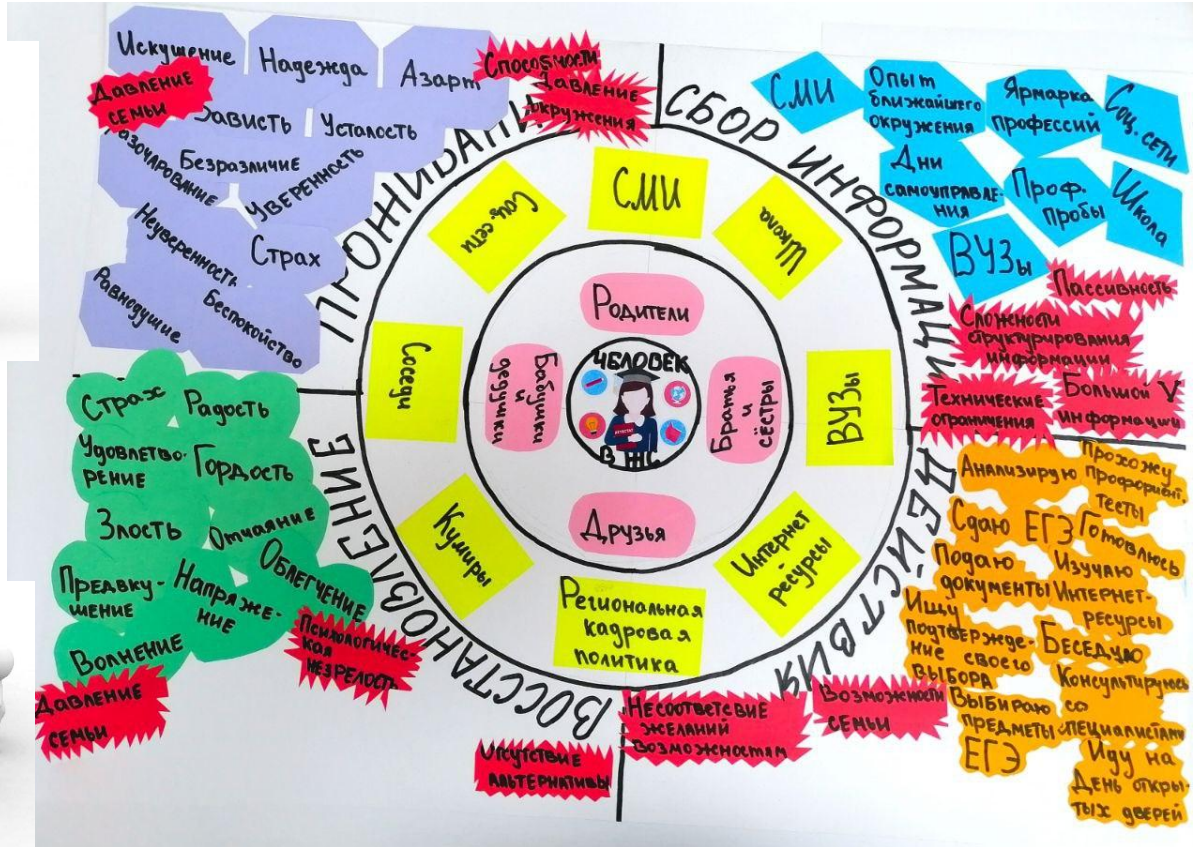 Искушение
Надежда
Азарт
Давление
семьи
Зависть
Усталость
Разочарование
Безразличие
Уверенность
Неуверенность
Страх
Равнодушие
Беспокойство
Способности
Давление
окружения
ПРОЖИВАНИЕ
СБОР ИНФОРМАЦИИ
СМИ
Опыт
ближайшего
окружения
Ярмарка
профессий
Соц. сети
Дни
самоуправле-
ния
Проф.
пробы
Школа
ВУЗы
Пассивность
Сложности
структурирования
информации
Технические
ограничения
Большой V
информации
СМИ
Школа
ВУЗы
Интернет
ресурсы
Региональная
кадровая
политика
Кумиры
Соседи
Соц. сети
Родители
Братья
и
сёстры
Друзья
Бабушки
и
дедушки
ЧЕЛОВЕК
В ЖС
Страх
Радость
Удовлетво-
рение
Гордость
Злость
Отчаяние
Предвку-
шение
Напряже-
ние
Облегчение
Волнение
Психологичес-
кая
незрелость
Давление
семьи
ВОССТАНОВЛЕНИЕ
Отсутствие
альтернативы
ДЕЙСТВИЯ
Несоответсвие
желаний
возможностям
Возможности
семьи
Анализирую
Прохожу
профориент.
тесты
Сдаю ЕГЭ
Готовлюсь
Подаю
документы
Изучаю
Интернет-
ресурсы
Ищу
подтвержде-
ние своего
выбора
Беседую
Консультируюсь
со
специалистами
Выбираю
предметы
ЕГЭ
Иду на
День откры-
тых дверей